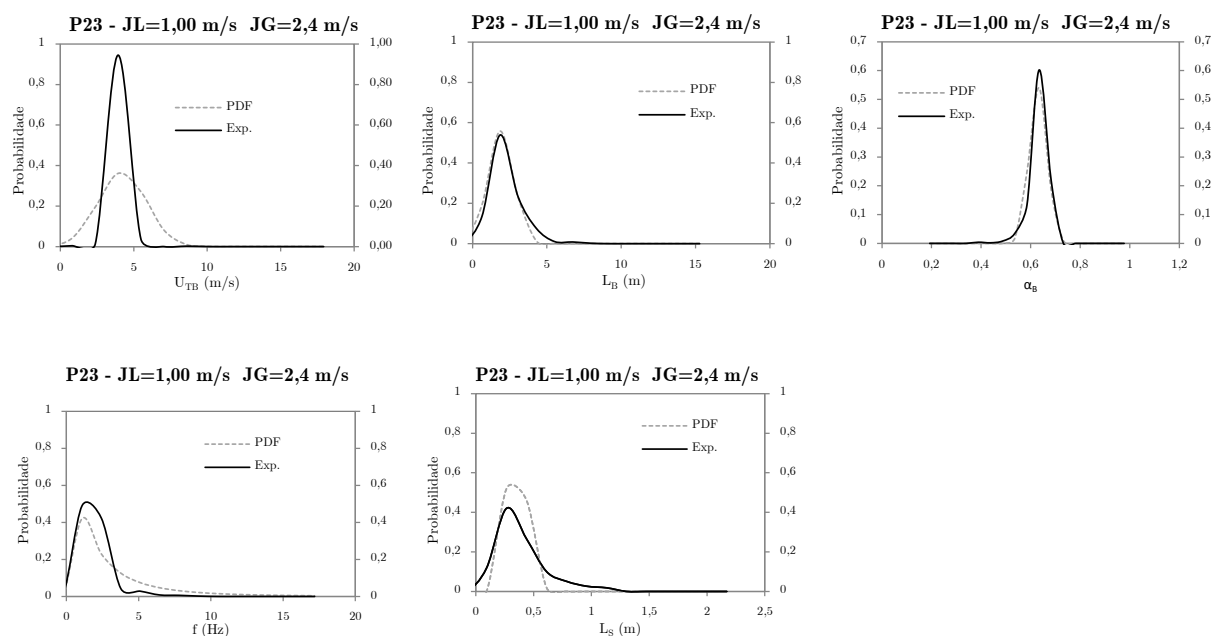 P23 - JL=1,00 m/s JG=2,4 m/s
1
0,8
0,6
0,4
0,2
0
1,00
0,80
0,60
0,40
0,20
0,00
Probabilidade
PDF
Exp.
0 5 10 15 20
U_TB (m/s)
P23 - JL=1,00 m/s JG=2,4 m/s
1
0,8
0,6
0,4
0,2
0
1
0,8
0,6
0,4
0,2
0
Probabilidade
PDF
Exp.
0 5 10 15 20
L_B (m)
P23 - JL=1,00 m/s JG=2,4 m/s
0,7
0,6
0,5
0,4
0,3
0,2
0,1
0
0,7
0,6
0,5
0,4
0,3
0,2
0,1
0
Probabilidade
PDF
Exp.
0 0,2 0,4 0,6 0,8 1 1,2
α_B
P23 - JL=1,00 m/s JG=2,4 m/s
1
0,8
0,6
0,4
0,2
0
1
0,8
0,6
0,4
0,2
0
Probabilidade
PDF
Exp.
0 5 10 15 20
f (Hz)
P23 - JL=1,00 m/s JG=2,4 m/s
1
0,8
0,6
0,4
0,2
0
1
0,8
0,6
0,4
0,2
0
Probabilidade
PDF
Exp.
0 0,5 1 1,5 2 2,5
L_S (m)